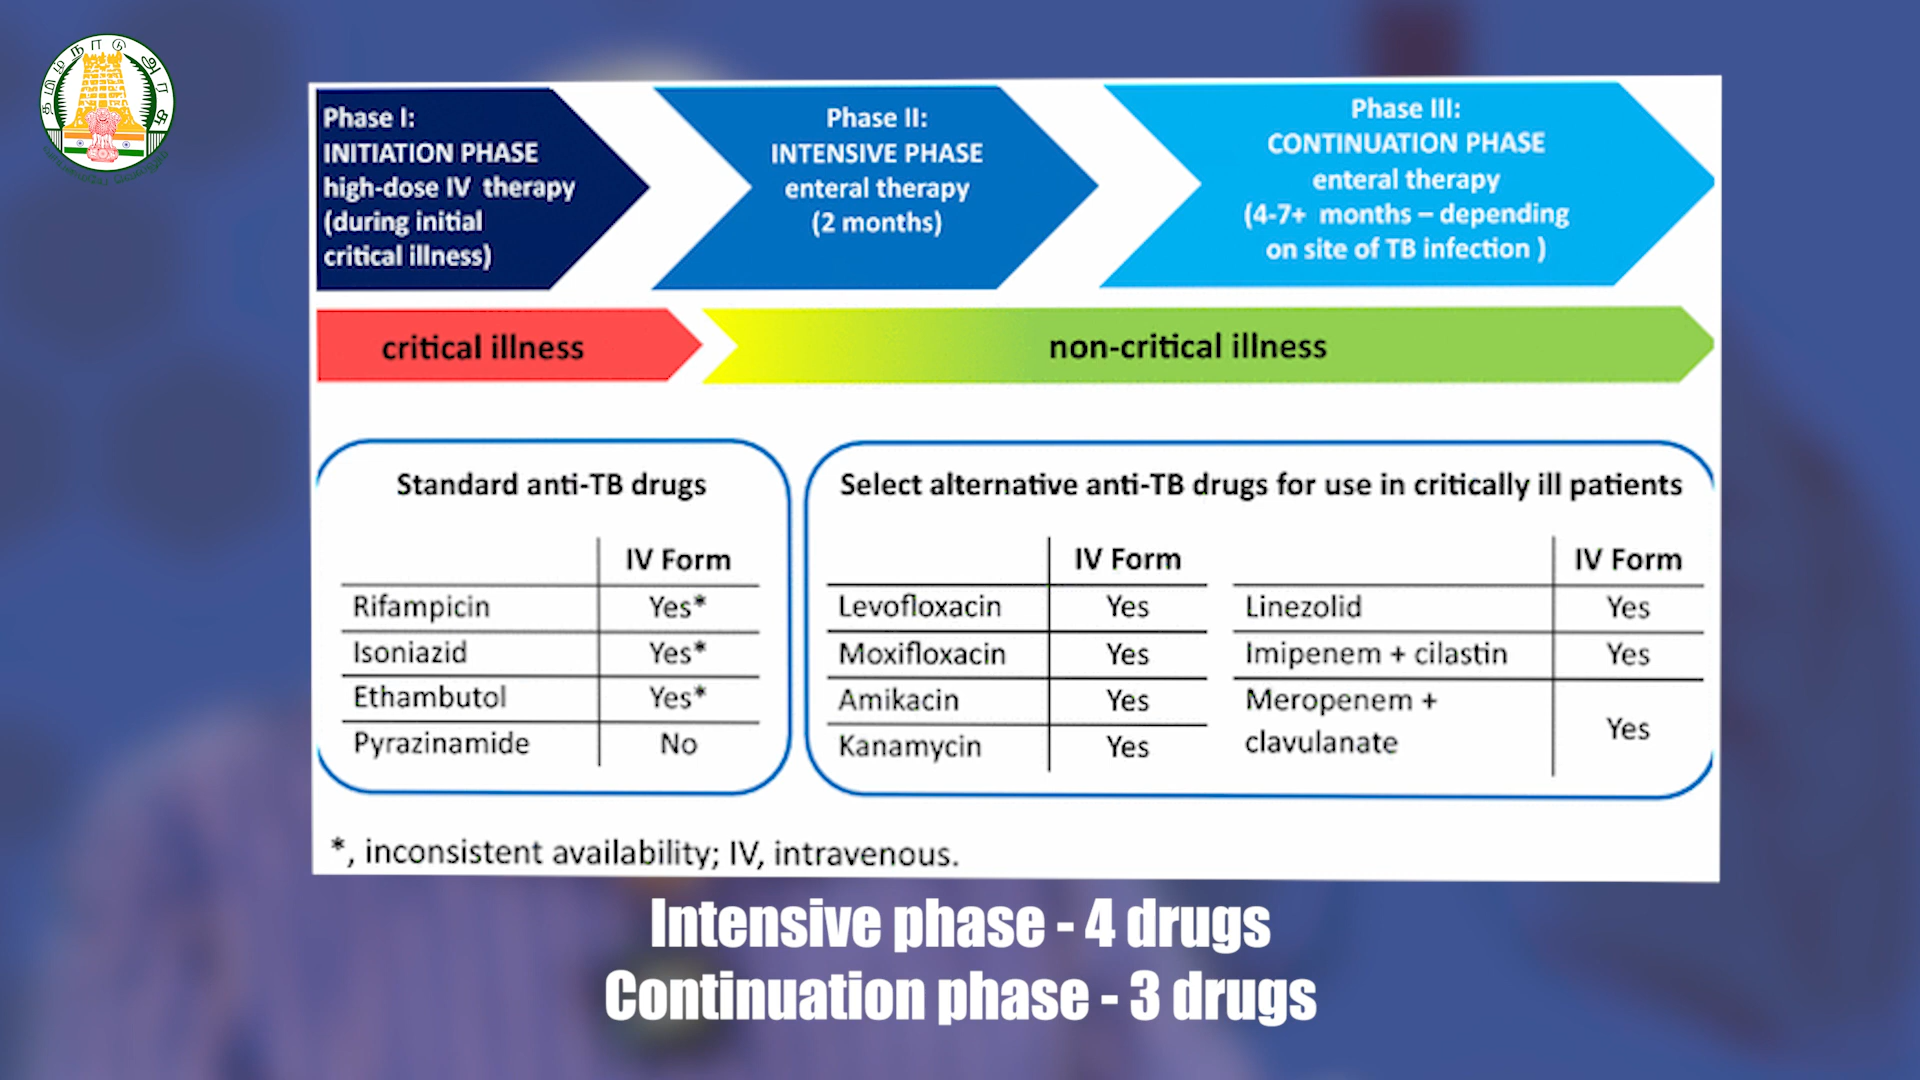 தமிழ்நாடு அரசு
Phase I:
INITIATION PHASE
high-dose IV therapy
(during initial
critical illness)
Phase II:
INTENSIVE PHASE
enteral therapy
(2 months)
Phase III:
CONTINUATION PHASE
enteral therapy
(4-7+ months – depending
on site of TB infection )
critical illness
non-critical illness
Standard anti-TB drugs
IV Form
Rifampicin Yes*
Isoniazid Yes*
Ethambutol Yes*
Pyrazinamide No
Select alternative anti-TB drugs for use in critically ill patients
IV Form
Levofloxacin Yes
Moxifloxacin Yes
Amikacin Yes
Kanamycin Yes
IV Form
Linezolid Yes
Imipenem + cilastin Yes
Meropenem +
clavulanate Yes
*, inconsistent availability; IV, intravenous.
Intensive phase - 4 drugs
Continuation phase - 3 drugs